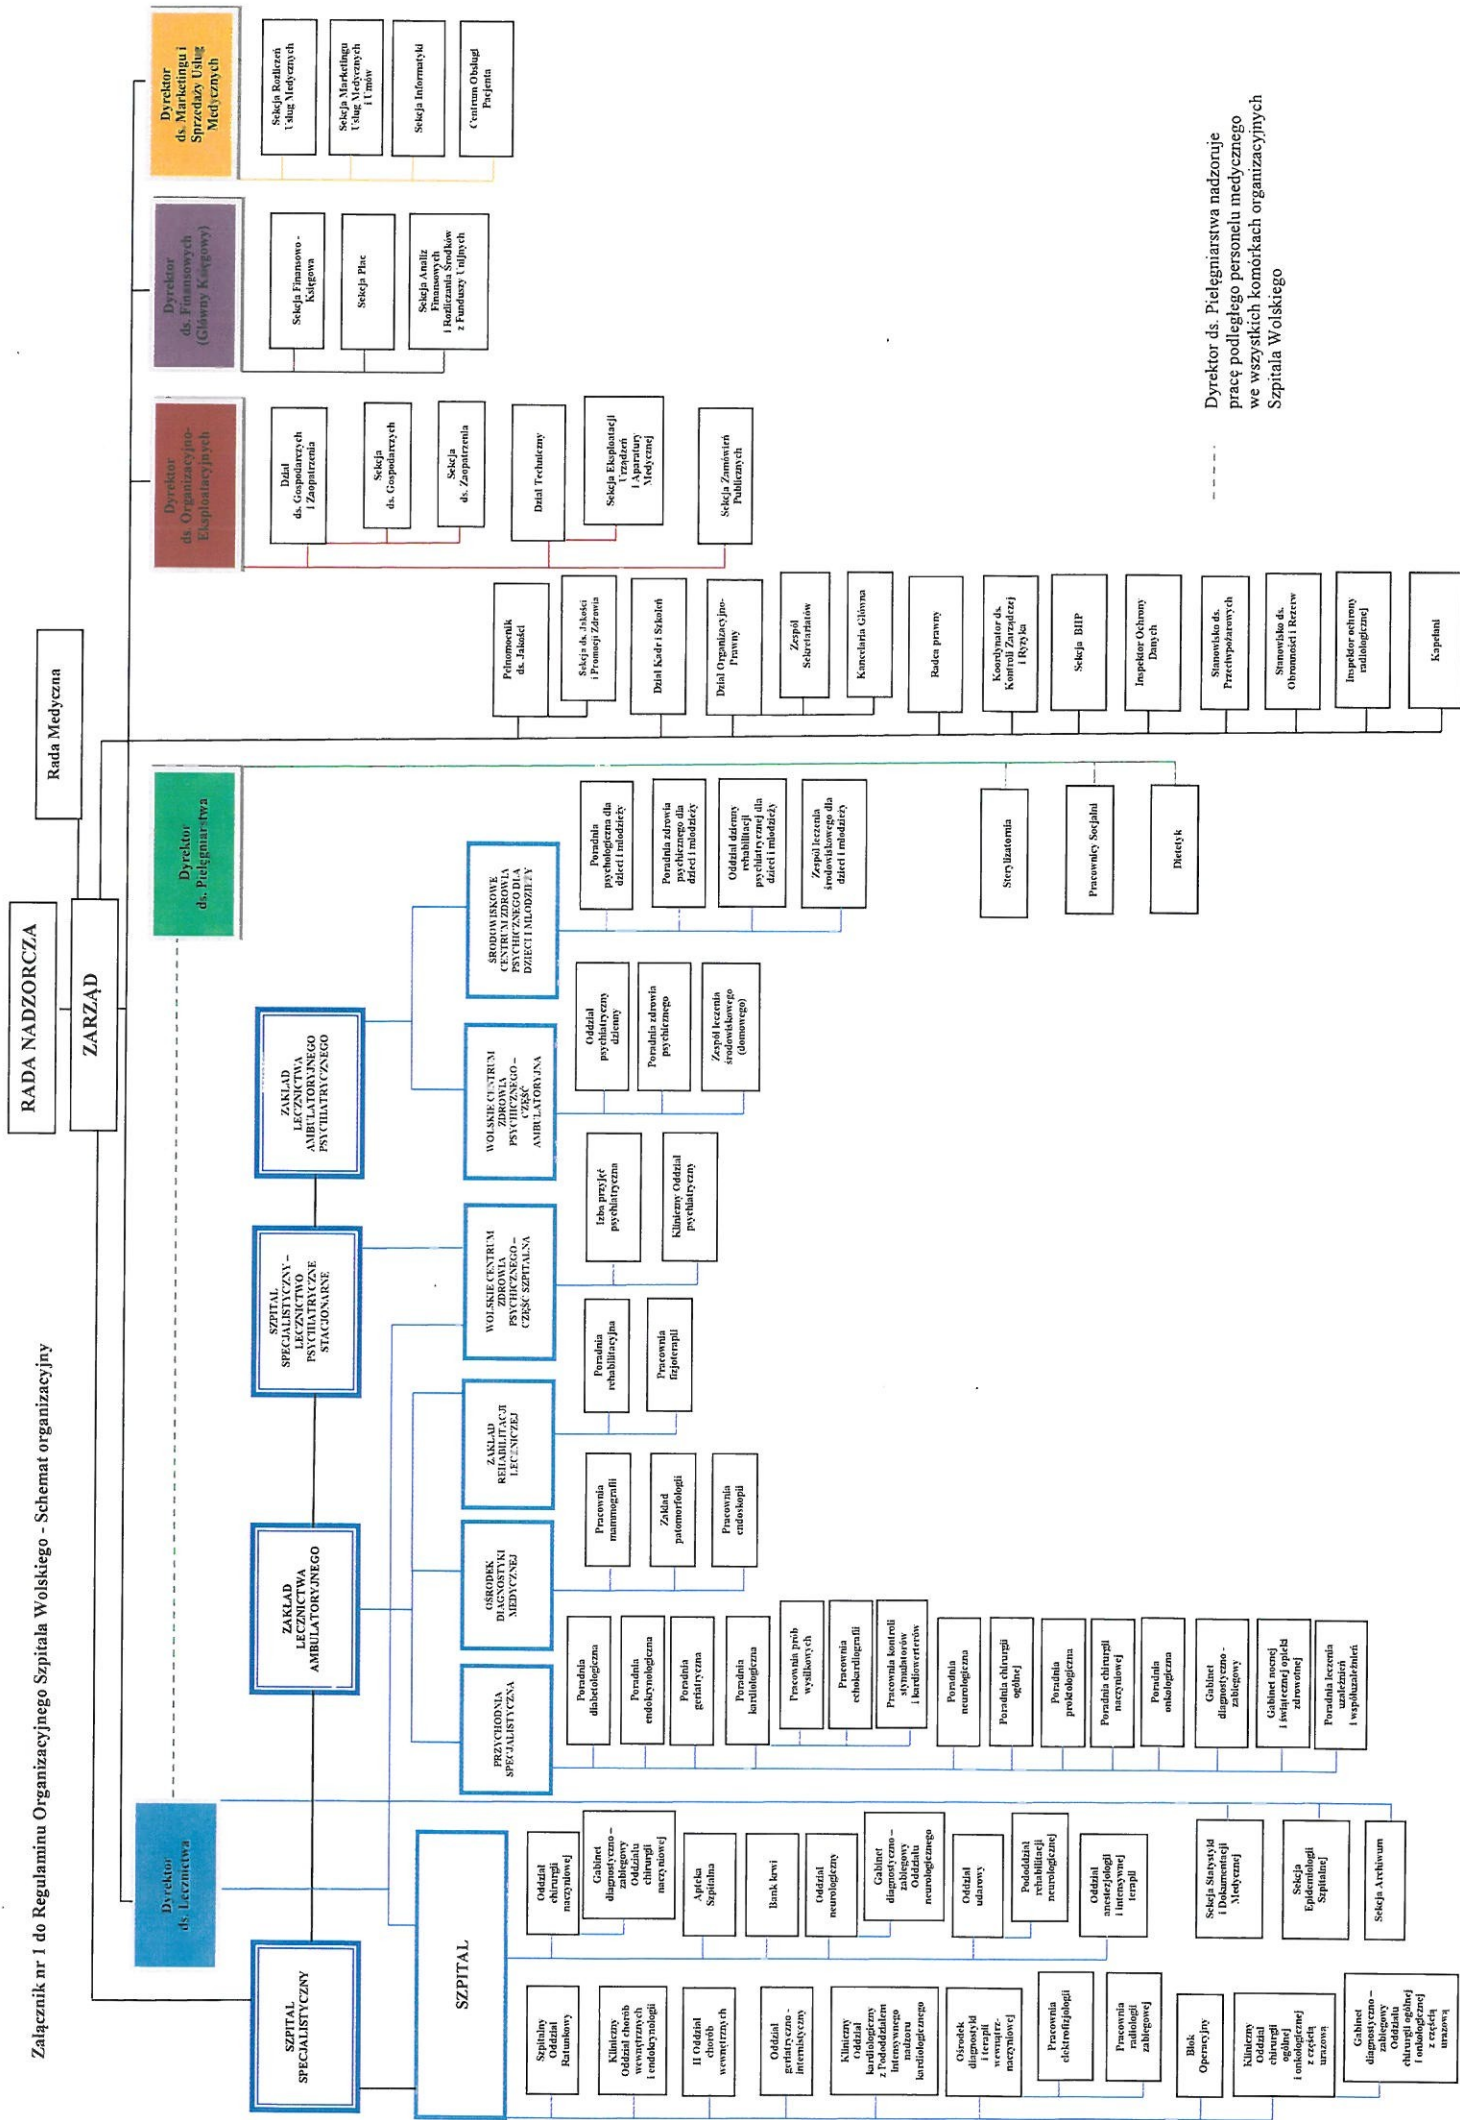 Załącznik nr 1 do Regulaminu Organizacyjnego Szpitala Wolskiego - Schemat organizacyjny
RADA NADZORCZA
ZARZĄD
Rada Medyczna
Dyrektor
ds. Lecznictwa
Dyrektor
ds. Pielęgniarstwa
Dyrektor
ds. Organizacyjno-
Eksploatacyjnych
Dyrektor
ds. Finansowych
(Główny Księgowy)
Dyrektor
ds. Marketingu i
Sprzedaży Usług
Medycznych
SZPITAL
SPECJALISTYCZNY
ZAKŁAD
LECZNICTWA
AMBULATORYJNEGO
SZPITAL
SPECJALISTYCZNY –
LECZNICTWO
PSYCHIATRYCZNE
STACJONARNE
ZAKŁAD
LECZNICTWA
AMBULATORYJNEGO
PSYCHIATRYCZNEGO
SZPITAL
PRZYCHODNIA
SPECJALISTYCZNA
OŚRODEK
DIAGNOSTYKI
MEDYCZNEJ
ZAKŁAD
REHABILITACJI
LECZNICZEJ
WOLSKIE CENTRUM
ZDROWIA
PSYCHICZNEGO –
CZĘŚĆ SZPITALNA
WOLSKIE CENTRUM
ZDROWIA
PSYCHICZNEGO –
CZĘŚĆ
AMBULATORYJNA
ŚRODOWISKOWE
CENTRUM ZDROWIA
PSYCHICZNEGO DLA
DZIECI I MŁODZIEŻY
Szpitalny
Oddział
Ratunkowy
Kliniczny
Oddział chorób
wewnętrznych
i endokrynologii
II Oddział
chorób
wewnętrznych
Oddział
geriatryczno -
internistyczny
Kliniczny
Oddział
kardiologiczny
z Pododdziałem
intensywnego
nadzoru
kardiologicznego
Ośrodek
diagnostyki
i terapii
wewnątrz-
naczyniowej
Pracownia
elektrofizjologii
Pracownia
radiologii
zabiegowej
Blok
Operacyjny
Kliniczny
Oddział
chirurgii
ogólnej
i onkologicznej
z częścią
urazową
Gabinet
diagnostyczno –
zabiegowy
Oddziału
chirurgii ogólnej
i onkologicznej
z częścią
urazową
Oddział
chirurgii
naczyniowej
Gabinet
diagnostyczno –
zabiegowy
Oddziału
chirurgii
naczyniowej
Apteka
Szpitalna
Bank krwi
Oddział
neurologiczny
Gabinet
diagnostyczno –
zabiegowy
Oddziału
neurologicznego
Oddział
udarowy
Pododdział
rehabilitacji
neurologicznej
Oddział
anestezjologii
i intensywnej
terapii
Sekcja Statystyki
i Dokumentacji
Medycznej
Sekcja
Epidemiologii
Szpitalnej
Sekcja Archiwum
Poradnia
diabetologiczna
Poradnia
endokrynologiczna
Poradnia
geriatryczna
Poradnia
kardiologiczna
Pracownia prób
wysiłkowych
Pracownia
echokardiografii
Pracownia kontroli
stymulatorów
i kardiowerterów
Poradnia
neurologiczna
Poradnia chirurgii
ogólnej
Poradnia
proktologiczna
Poradnia chirurgii
naczyniowej
Poradnia
onkologiczna
Gabinet
diagnostyczno -
zabiegowy
Gabinet nocnej
i świątecznej opieki
zdrowotnej
Poradnia leczenia
uzależnień
i współuzależnień
Pracownia
mammografii
Zakład
patomorfologii
Pracownia
endoskopii
Poradnia
rehabilitacyjna
Pracownia
fizjoterapii
Izba przyjęć
psychiatryczna
Kliniczny Oddział
psychiatryczny
Oddział
psychiatryczny
dzienny
Poradnia zdrowia
psychicznego
Zespół leczenia
środowiskowego
(domowego)
Poradnia
psychologiczna dla
dzieci i młodzieży
Poradnia zdrowia
psychicznego dla
dzieci i młodzieży
Oddział dzienny
rehabilitacji
psychiatrycznej dla
dzieci i młodzieży
Zespół leczenia
środowiskowego dla
dzieci i młodzieży
Sterylizatornia
Pracownicy Socjalni
Dietetyk
Pełnomocnik
ds. Jakości
Sekcja ds. Jakości
i Promocji Zdrowia
Dział Kadr i Szkoleń
Dział Organizacyjno-
Prawny
Zespół
Sekretariatów
Kancelaria Główna
Radca prawny
Koordynator ds.
Kontroli Zarządczej
i Ryzyka
Sekcja BHP
Inspektor Ochrony
Danych
Stanowisko ds.
Przeciwpożarowych
Stanowisko ds.
Obronności i Rezerw
Inspektor ochrony
radiologicznej
Kapelani
Dział
ds. Gospodarczych
i Zaopatrzenia
Sekcja
ds. Gospodarczych
Sekcja
ds. Zaopatrzenia
Dział Techniczny
Sekcja Eksploatacji
Urządzeń
i Aparatury
Medycznej
Sekcja Zamówień
Publicznych
Sekcja Finansowo -
Księgowa
Sekcja Płac
Sekcja Analiz
Finansowych
i Rozliczania Środków
z Funduszy Unijnych
Sekcja Rozliczeń
Usług Medycznych
Sekcja Marketingu
Usług Medycznych
i Umów
Sekcja Informatyki
Centrum Obsługi
Pacjenta
Dyrektor ds. Pielęgniarstwa nadzoruje
pracę podległego personelu medycznego
we wszystkich komórkach organizacyjnych
Szpitala Wolskiego